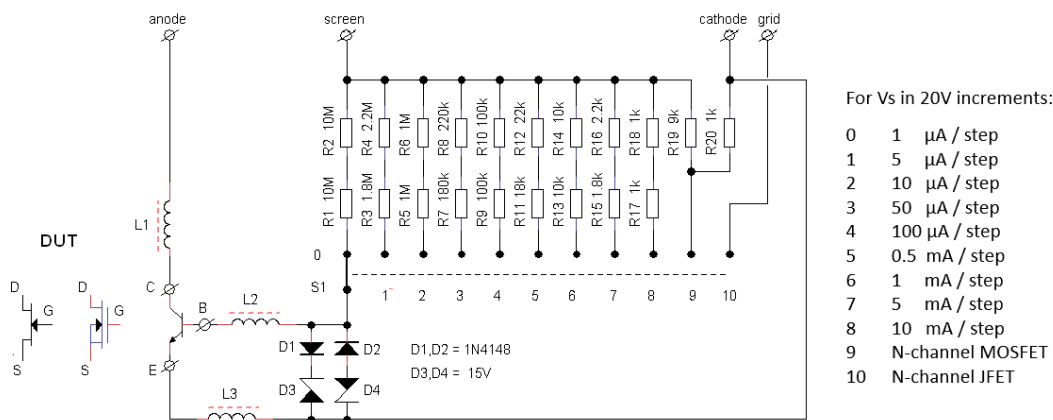 anode
screen
cathode
grid
R2 10M
R4 2.2M
R6 1M
R8 220k
R10 100k
R12 22k
R14 10k
R16 2.2k
R18 1k
R19 9k
R20 1k
R1 10M
R3 1.8M
R5 1M
R7 180k
R9 100k
R11 18k
R13 10k
R15 1.8k
R17 1k
L1
DUT
0
S1
1 2 3 4 5 6 7 8 9 10
D
G
S
D
G
S
C
B
E
L2
L3
D1
D2
D3
D4
D1,D2 = 1N4148
D3,D4 = 15V
For Vs in 20V increments:
0 1 µA / step
1 5 µA / step
2 10 µA / step
3 50 µA / step
4 100 µA / step
5 0.5 mA / step
6 1 mA / step
7 5 mA / step
8 10 mA / step
9 N-channel MOSFET
10 N-channel JFET